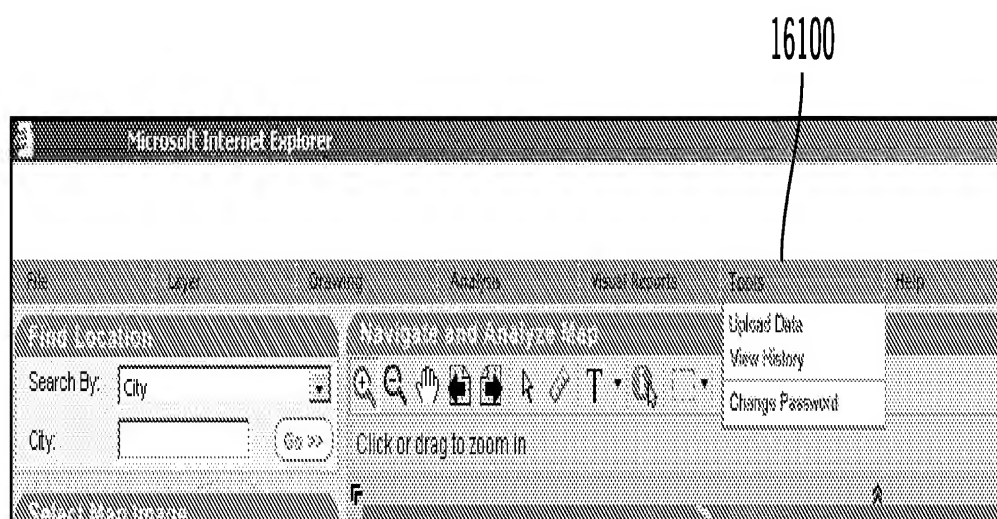 16100
Microsoft Internet Explorer
File Layer Drawing Analysis Visual Reports Tools Help
Find Location
Navigate and Analyze Map
Upload Data
View History
Change Password
Search By: City
T
City: Go >>
Click or drag to zoom in
Select Map Image